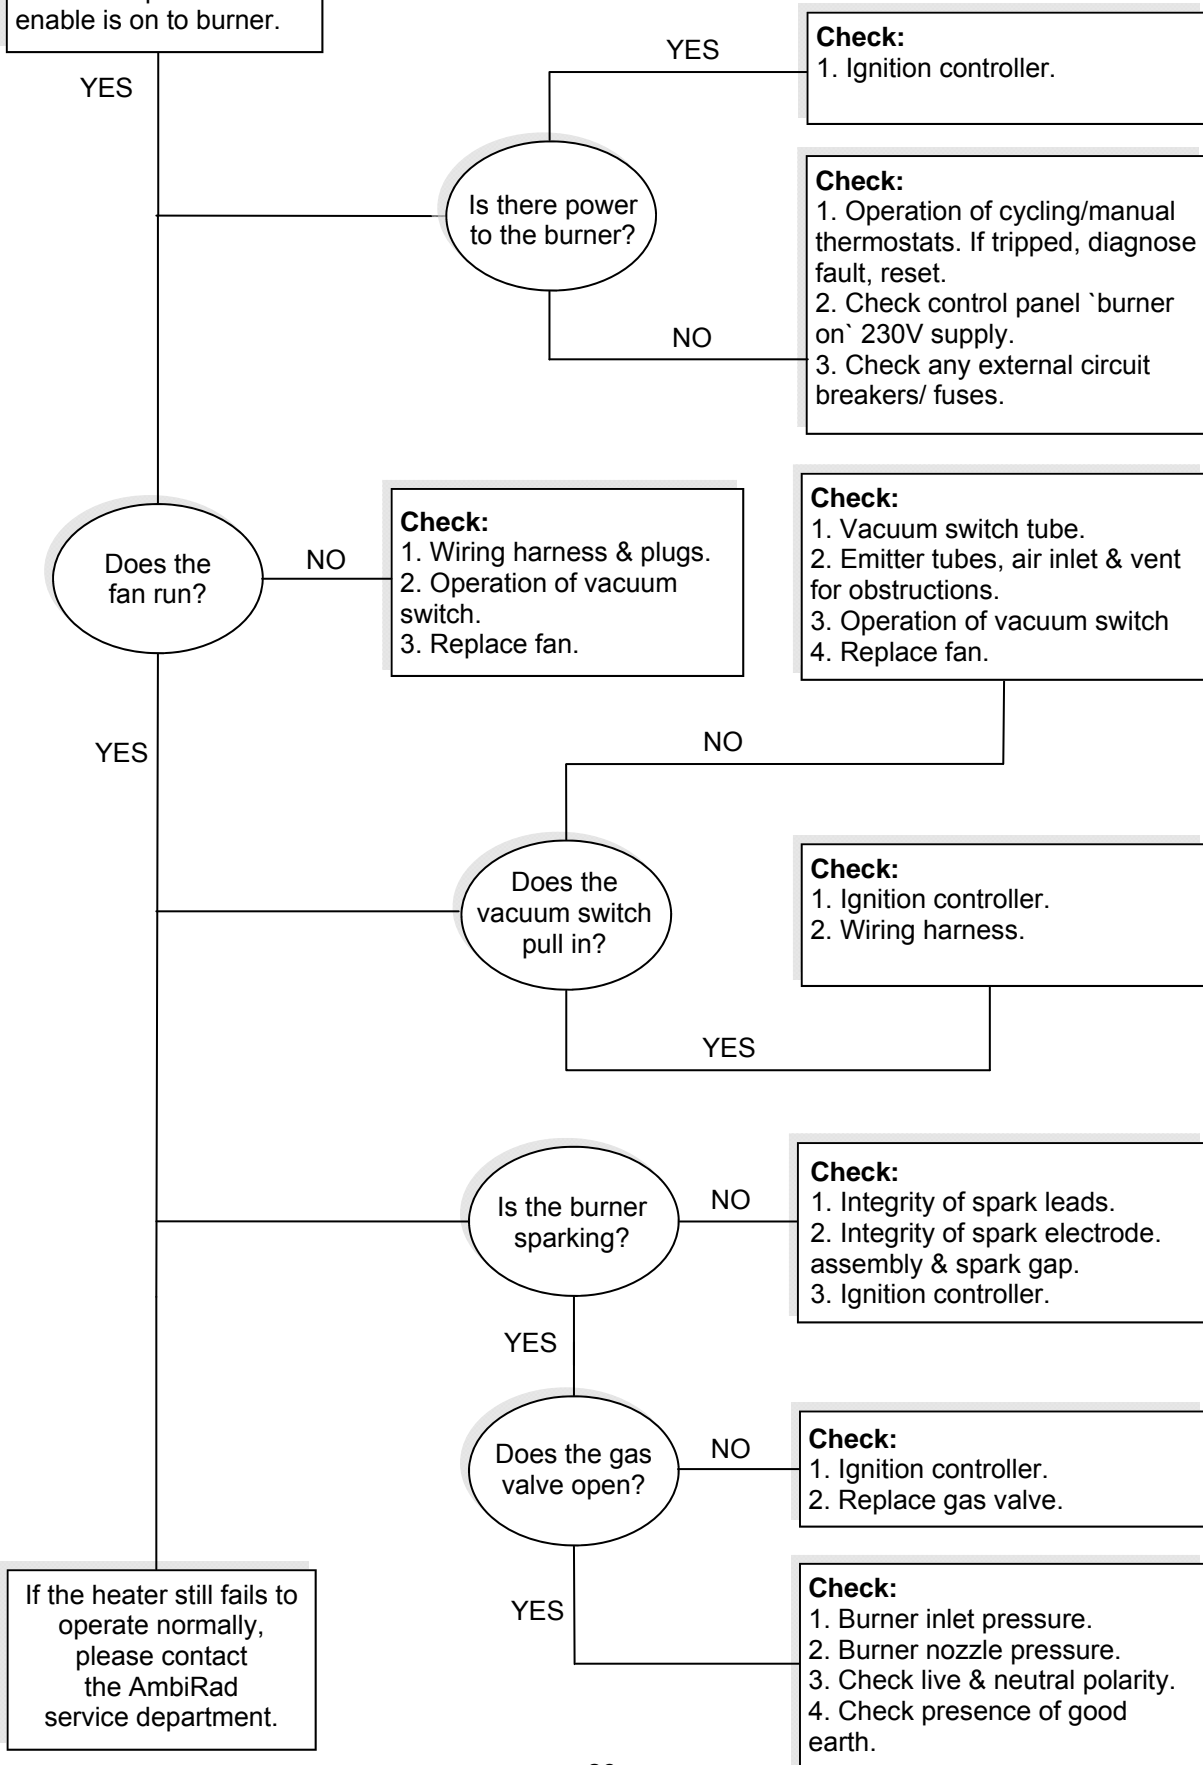 enable is on to burner.
YES
YES
Check:
1. Ignition controller.
Is there power
to the burner?
NO
Check:
1. Operation of cycling/manual
thermostats. If tripped, diagnose
fault, reset.
2. Check control panel `burner
on` 230V supply.
3. Check any external circuit
breakers/ fuses.
Does the
fan run?
NO
Check:
1. Wiring harness & plugs.
2. Operation of vacuum
switch.
3. Replace fan.
Check:
1. Vacuum switch tube.
2. Emitter tubes, air inlet & vent
for obstructions.
3. Operation of vacuum switch
4. Replace fan.
YES
NO
Does the
vacuum switch
pull in?
Check:
1. Ignition controller.
2. Wiring harness.
YES
Is the burner
sparking?
NO
Check:
1. Integrity of spark leads.
2. Integrity of spark electrode.
assembly & spark gap.
3. Ignition controller.
YES
Does the gas
valve open?
NO
Check:
1. Ignition controller.
2. Replace gas valve.
YES
Check:
1. Burner inlet pressure.
2. Burner nozzle pressure.
3. Check live & neutral polarity.
4. Check presence of good
earth.
If the heater still fails to
operate normally,
please contact
the AmbiRad
service department.